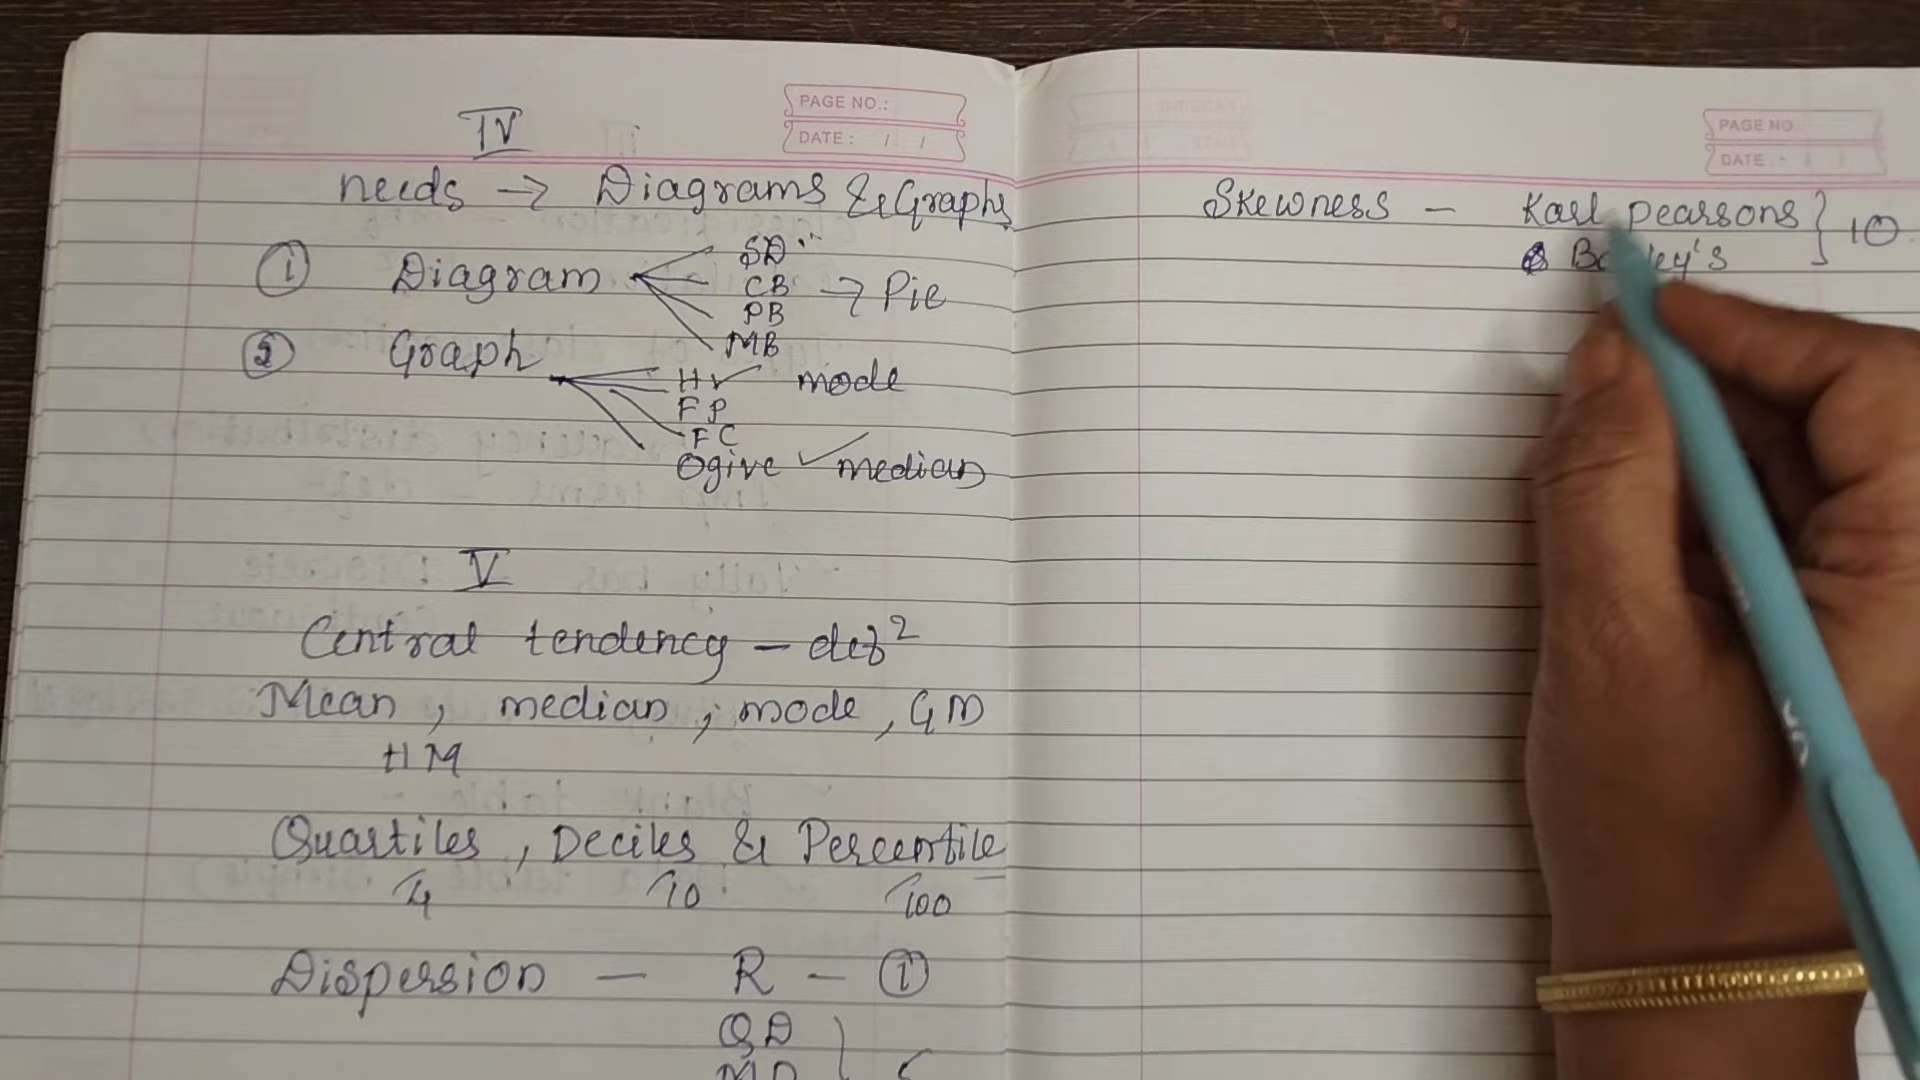 IV
PAGE NO.:
DATE : / /
needs → Diagrams & Graphs
① Diagram
SD
CB → Pie
PB
MB
② Graph
H ✓ mode
FP
FC
Ogive ✓ median
V
Central tendency – def²
Mean, median, mode, GM
HM
Quartiles, Deciles & Percentile
/4 /10 /100
Dispersion – R – ①
QD
MD
PAGE NO
DATE : - / /
Skewness – Karl pearsons } 10